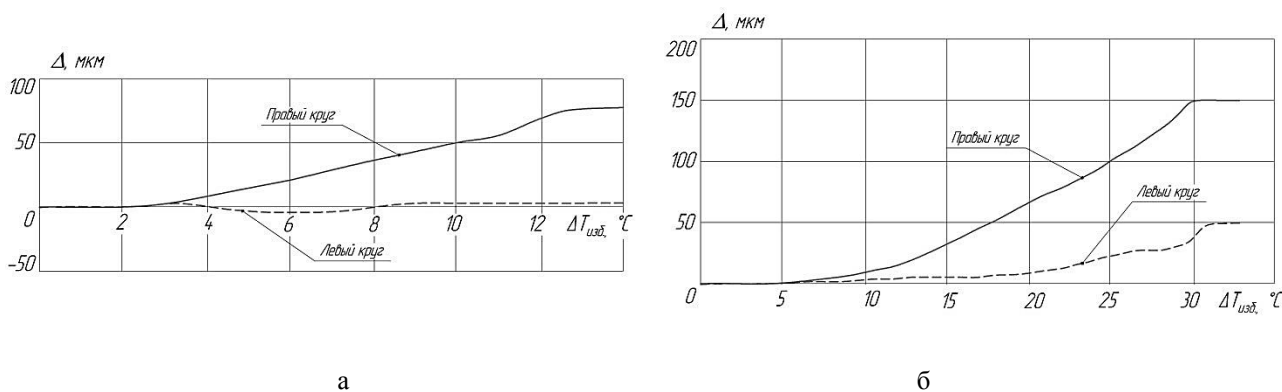 Δ, мкм
100
50
0
-50
Правый круг
Левый круг
2 4 6 8 10 12 ΔTизб., °C
а
Δ, мкм
200
150
100
50
0
Правый круг
Левый круг
5 10 15 20 25 30 ΔTизб., °C
б